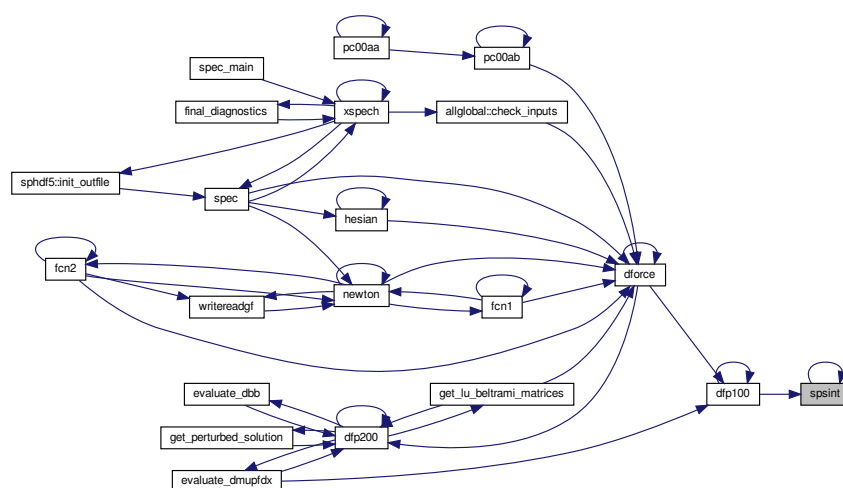 pc00aa
pc00ab
spec_main
final_diagnostics
xspech
allglobal::check_inputs
sphdf5::init_outfile
spec
hesian
fcn2
dforce
newton
writereadgf
fcn1
evaluate_dbb
get_lu_beltrami_matrices
dfp100
spsint
get_perturbed_solution
dfp200
evaluate_dmupfdx